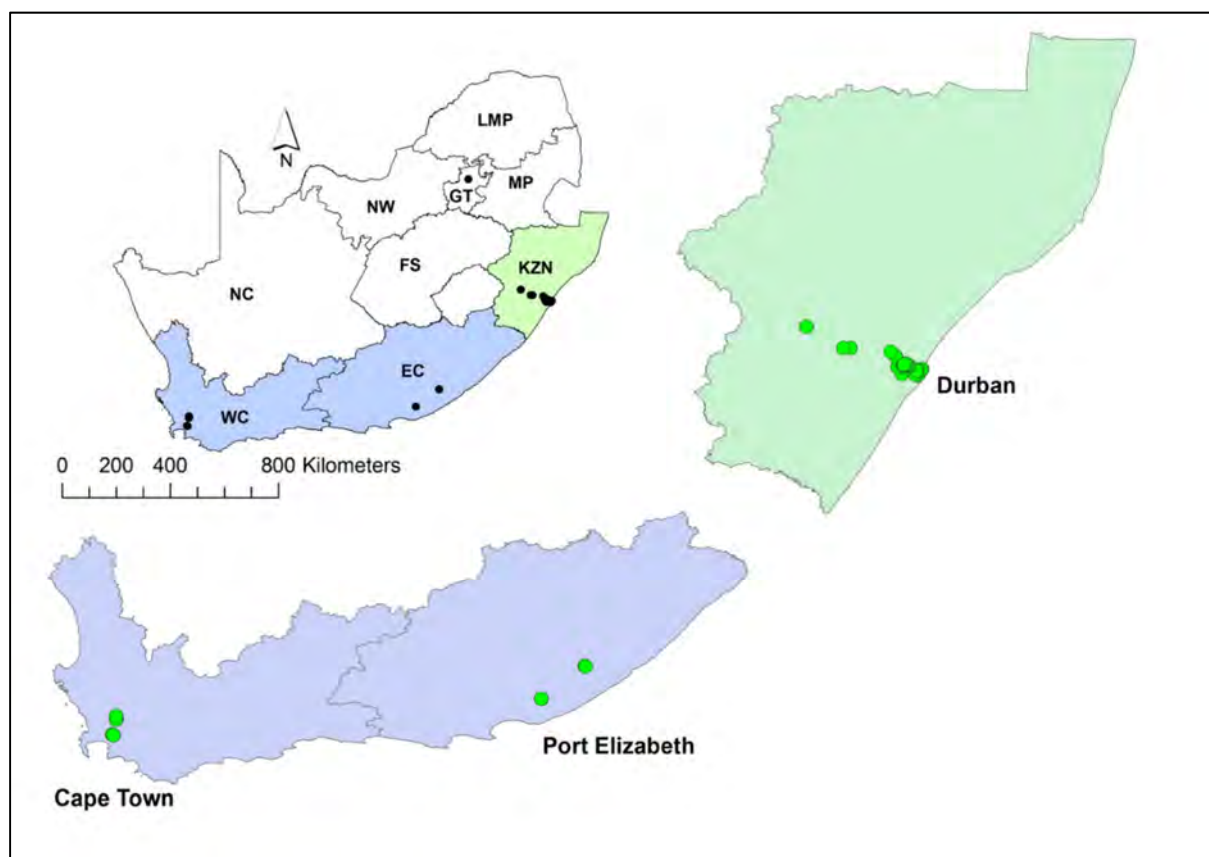 LMP
N
GT
MP
NW
FS
KZN
NC
EC
WC
0 200 400 800 Kilometers
Durban
Port Elizabeth
Cape Town